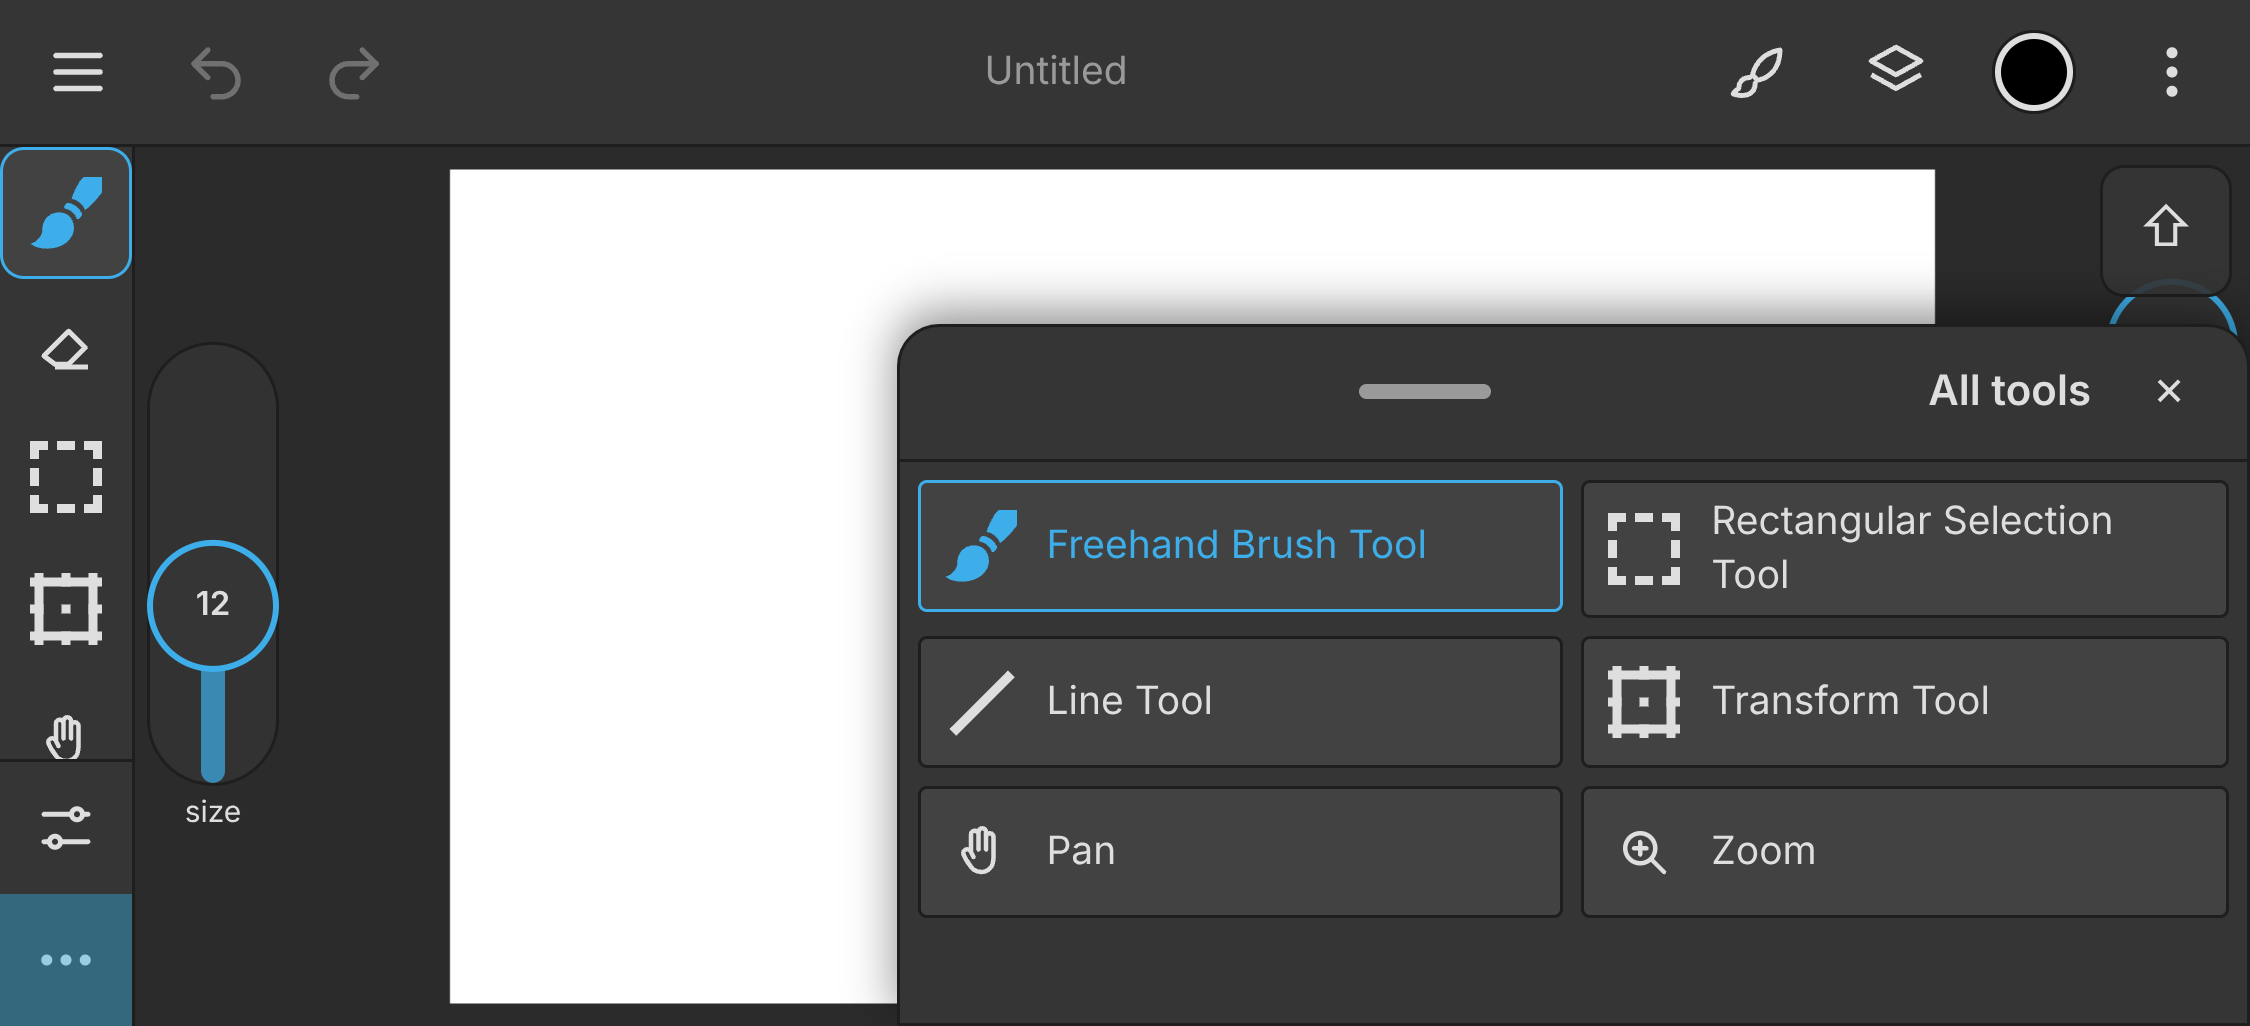 Untitled
All tools
Freehand Brush Tool
Rectangular Selection
Tool
Line Tool
Transform Tool
Pan
Zoom
12
size